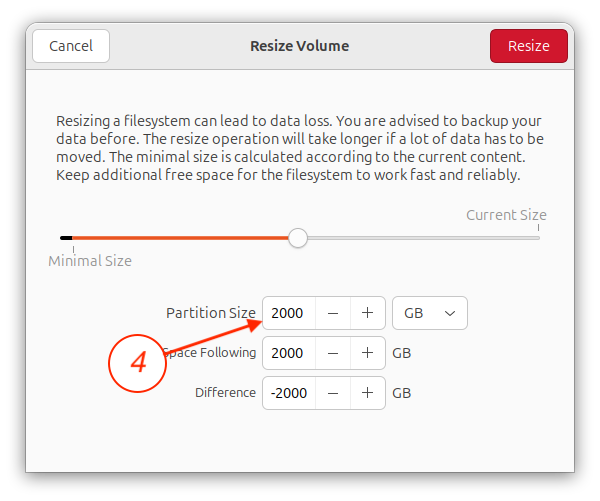 Cancel Resize Volume Resize
Resizing a filesystem can lead to data loss. You are advised to backup your
data before. The resize operation will take longer if a lot of data has to be
moved. The minimal size is calculated according to the current content.
Keep additional free space for the filesystem to work fast and reliably.
Current Size
Minimal Size
Partition Size 2000 − + GB
4
Space Following 2000 − + GB
Difference -2000 − + GB